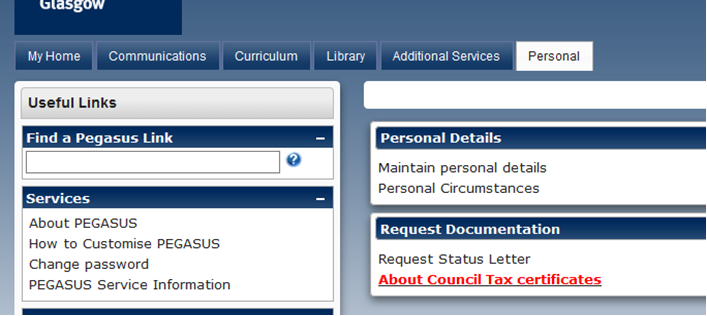 Glasgow
My Home Communications Curriculum Library Additional Services Personal
Useful Links
Find a Pegasus Link
Services
About PEGASUS
How to Customise PEGASUS
Change password
PEGASUS Service Information
Personal Details
Maintain personal details
Personal Circumstances
Request Documentation
Request Status Letter
About Council Tax certificates